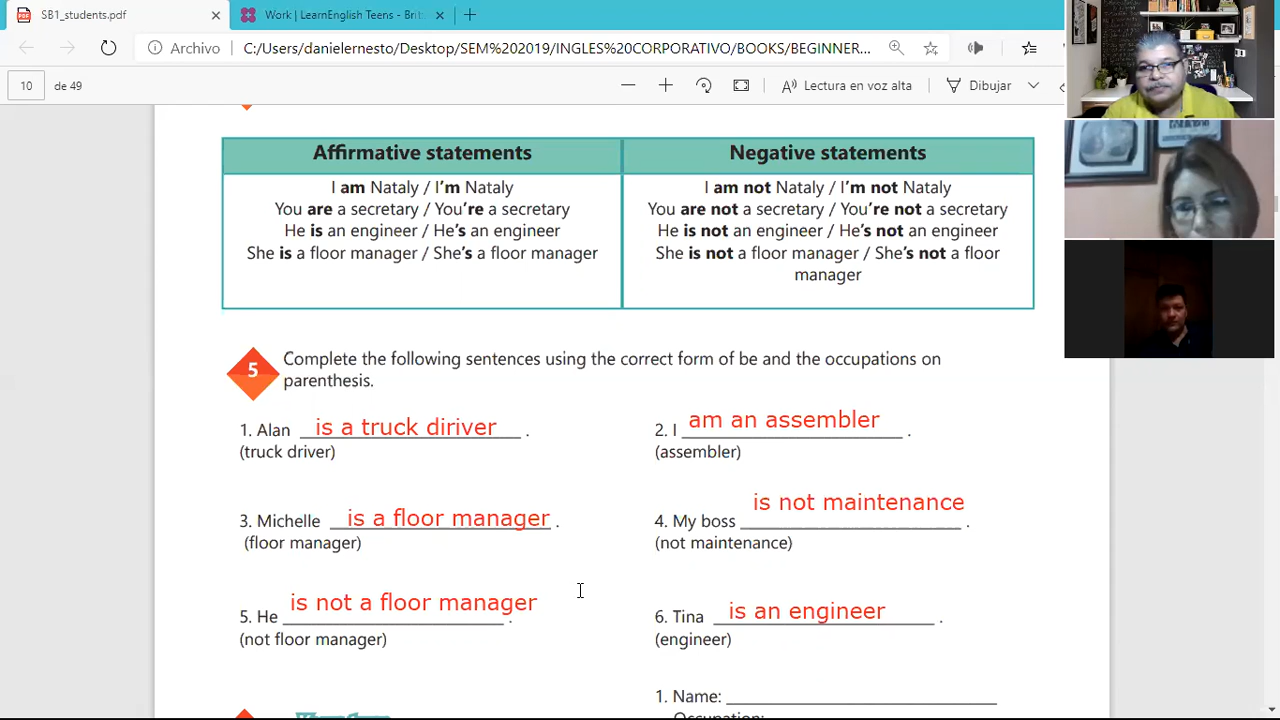 SB1_students.pdf
Work | LearnEnglish Teens - Briti
Archivo
C:/Users/danielernesto/Desktop/SEM%202019/INGLES%20CORPORATIVO/BOOKS/BEGINNER...
10
de 49
Lectura en voz alta
Dibujar
Affirmative statements
Negative statements
I am Nataly / I'm Nataly
You are a secretary / You're a secretary
He is an engineer / He's an engineer
She is a floor manager / She's a floor manager
I am not Nataly / I'm not Nataly
You are not a secretary / You're not a secretary
He is not an engineer / He's not an engineer
She is not a floor manager / She's not a floor
manager
5
Complete the following sentences using the correct form of be and the occupations on
parenthesis.
1. Alan is a truck diriver .
(truck driver)
2. I am an assembler .
(assembler)
3. Michelle is a floor manager .
(floor manager)
4. My boss is not maintenance .
(not maintenance)
5. He is not a floor manager .
(not floor manager)
6. Tina is an engineer .
(engineer)
1. Name:
Occupation: